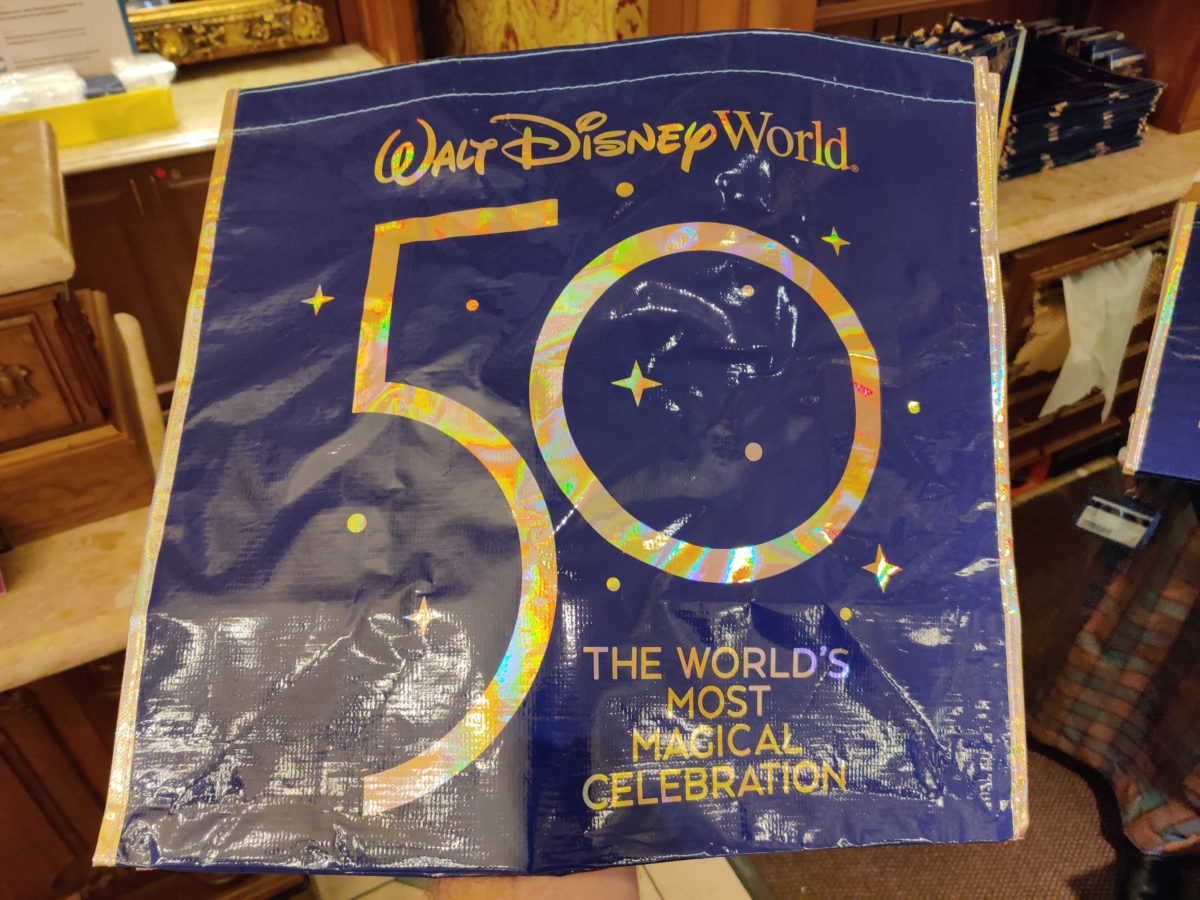 WALT DISNEY World®
50
THE WORLD'S
MOST
MAGICAL
CELEBRATION